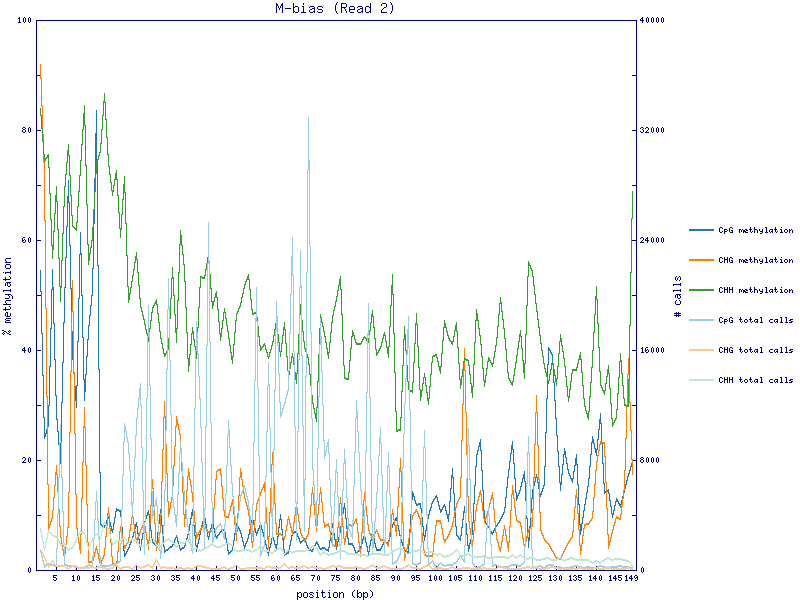 M-bias (Read 2)
100
80
60
40
20
0
40000
32000
24000
16000
8000
0
% methylation
# calls
CpG methylation
CHG methylation
CHH methylation
CpG total calls
CHG total calls
CHH total calls
5 10 15 20 25 30 35 40 45 50 55 60 65 70 75 80 85 90 95 100 105 110 115 120 125 130 135 140 145 149
position (bp)